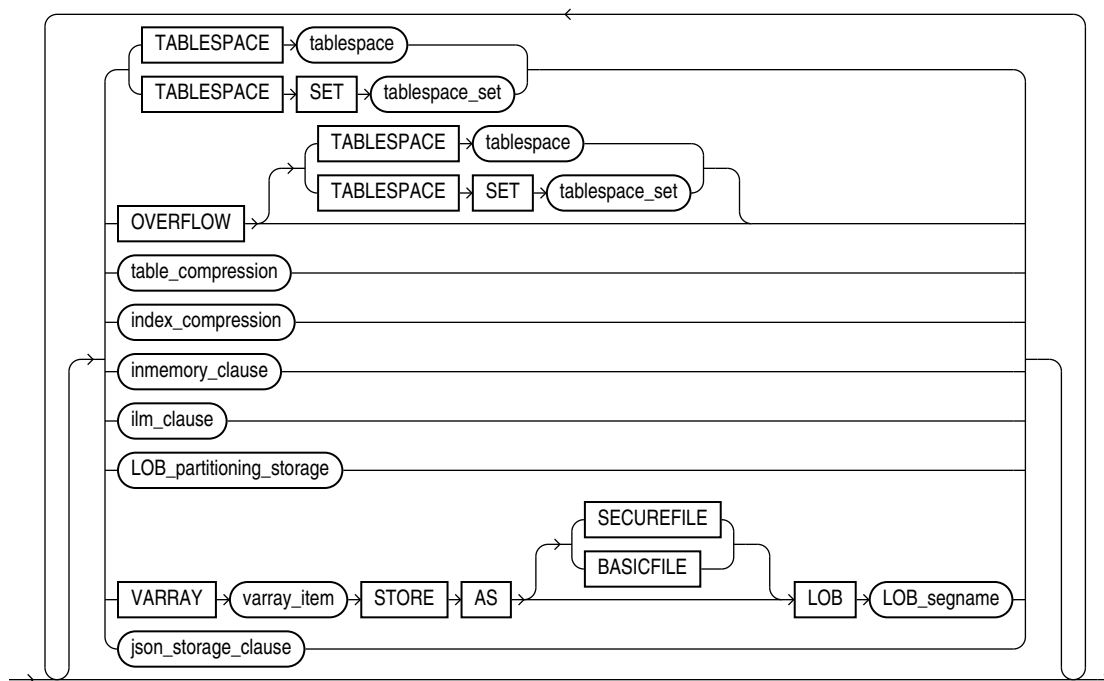 TABLESPACE tablespace
TABLESPACE SET tablespace_set
TABLESPACE tablespace
TABLESPACE SET tablespace_set
OVERFLOW
table_compression
index_compression
inmemory_clause
ilm_clause
LOB_partitioning_storage
SECUREFILE
BASICFILE
VARRAY varray_item STORE AS LOB LOB_segname
json_storage_clause